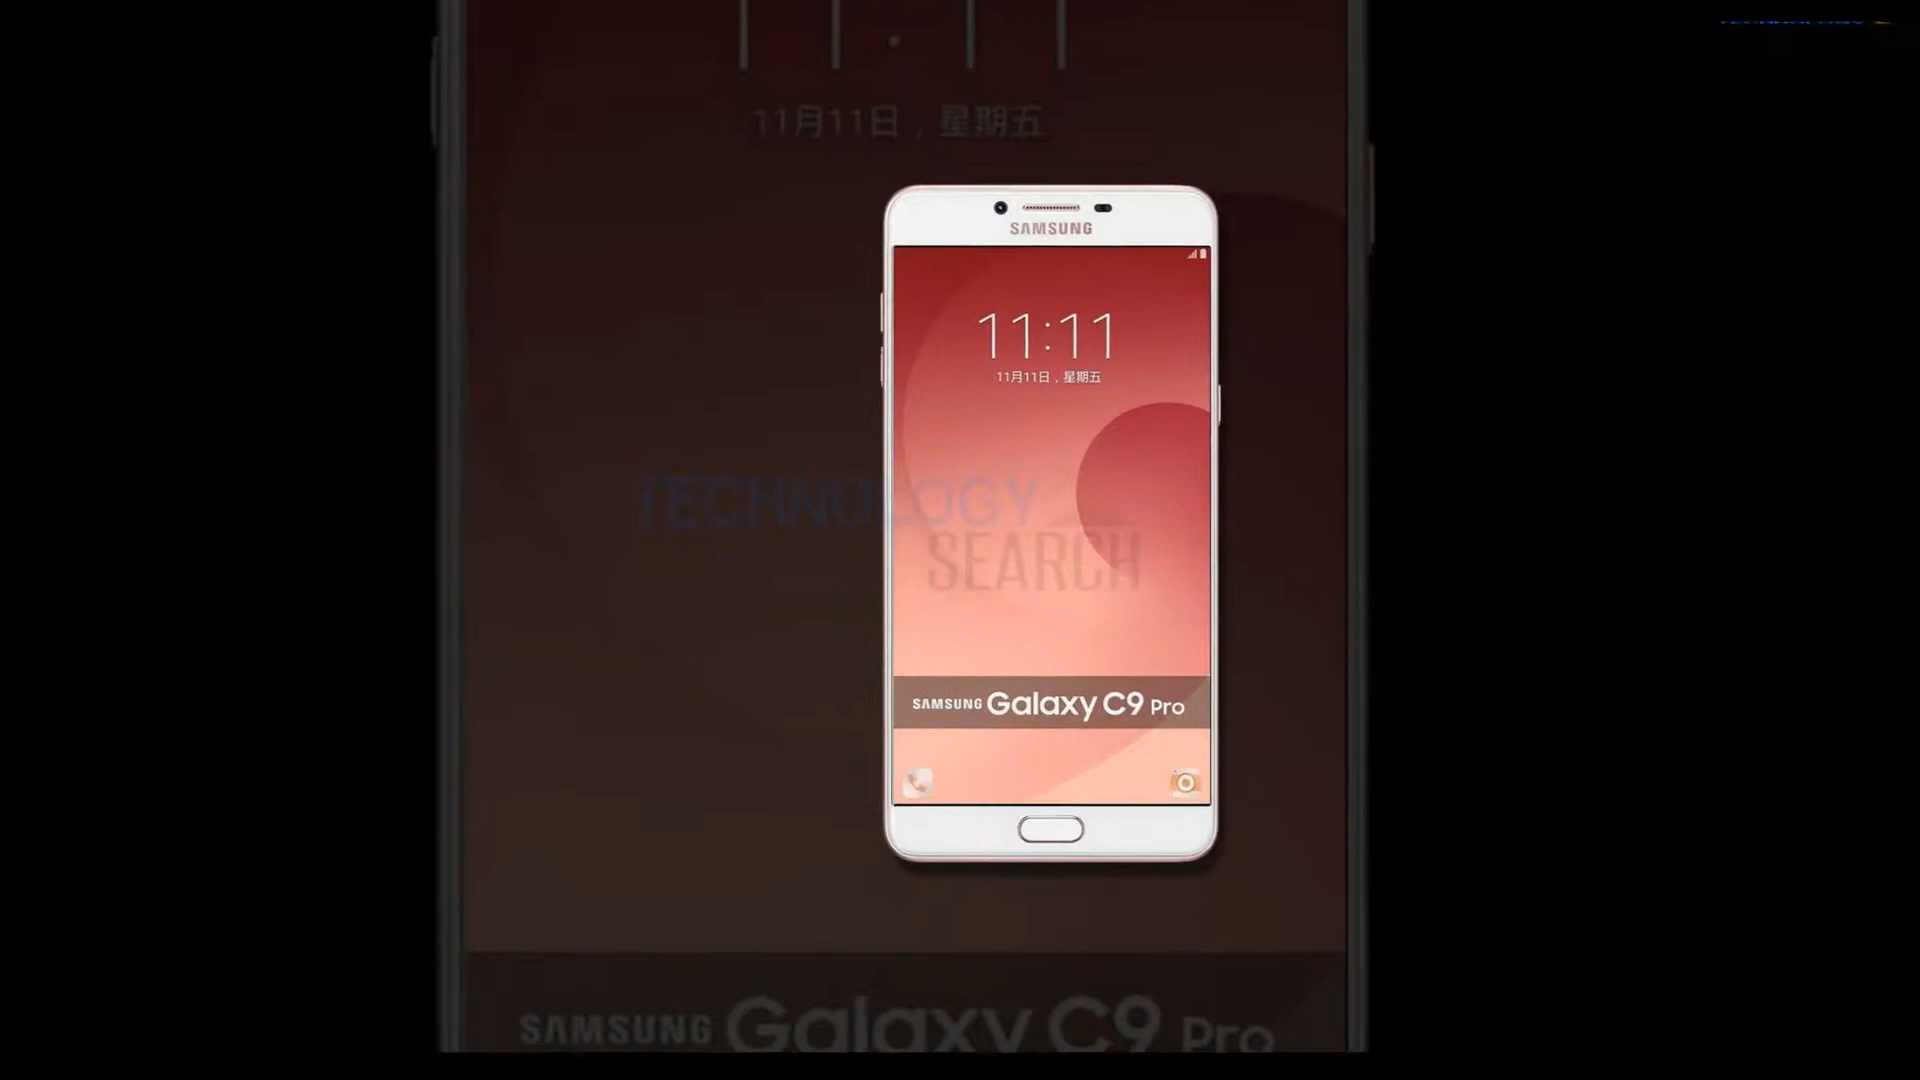 TECHNOLOGY
11月11日，星期五
SAMSUNG
11:11
11月11日，星期五
TECHNOLOGY
SEARCH
SAMSUNG Galaxy C9 Pro
SAMSUNG Galaxy C9 Pro